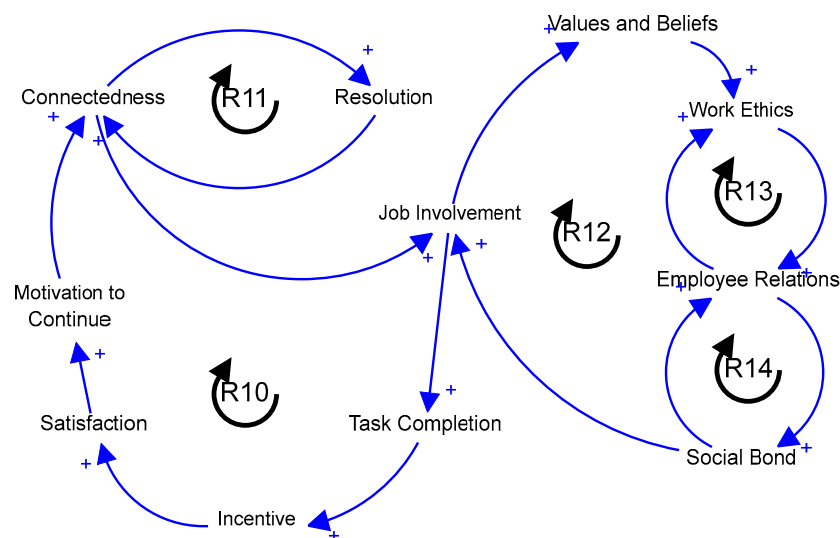 Values and Beliefs
+
+
+
Connectedness
R11
Resolution
+
Work Ethics
+
+
R13
Job Involvement
R12
+
+
+
Employee Relations
+
Motivation to
Continue
+
R14
R10
+
Satisfaction
Task Completion
+
+
Social Bond
Incentive
+